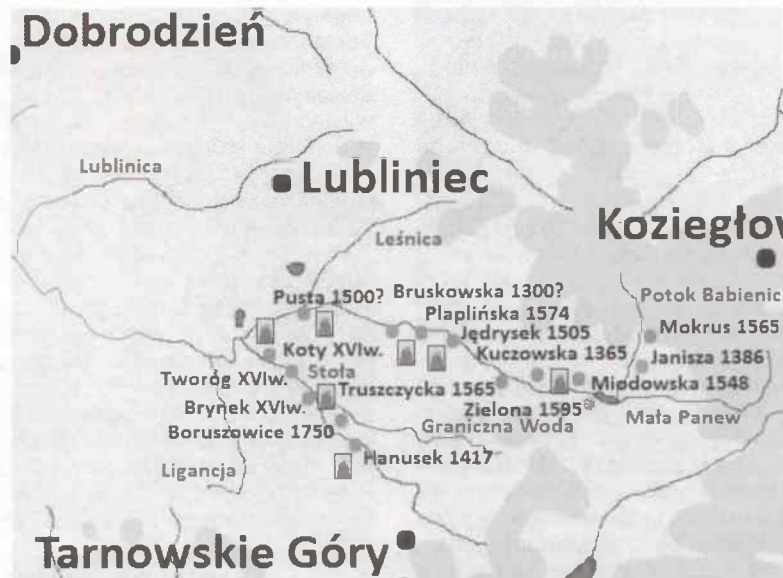 Dobrodzień
Lublinica
Lubliniec
Leśnica
Koziegłow
Potok Babienic
Pusta 1500?
Bruskowska 1300?
Plaplińska 1574
Mokrus 1565
Jędrysek 1505
Koty XVIw.
Kuczowska 1365
Janisza 1386
Stoła
Tworóg XVIw.
Truszczycka 1565
Miodowska 1548
Brynek XVIw.
Zielona 1595
Mała Panew
Graniczna Woda
Boruszowice 1750
Hanusek 1417
Ligancja
Tarnowskie Góry